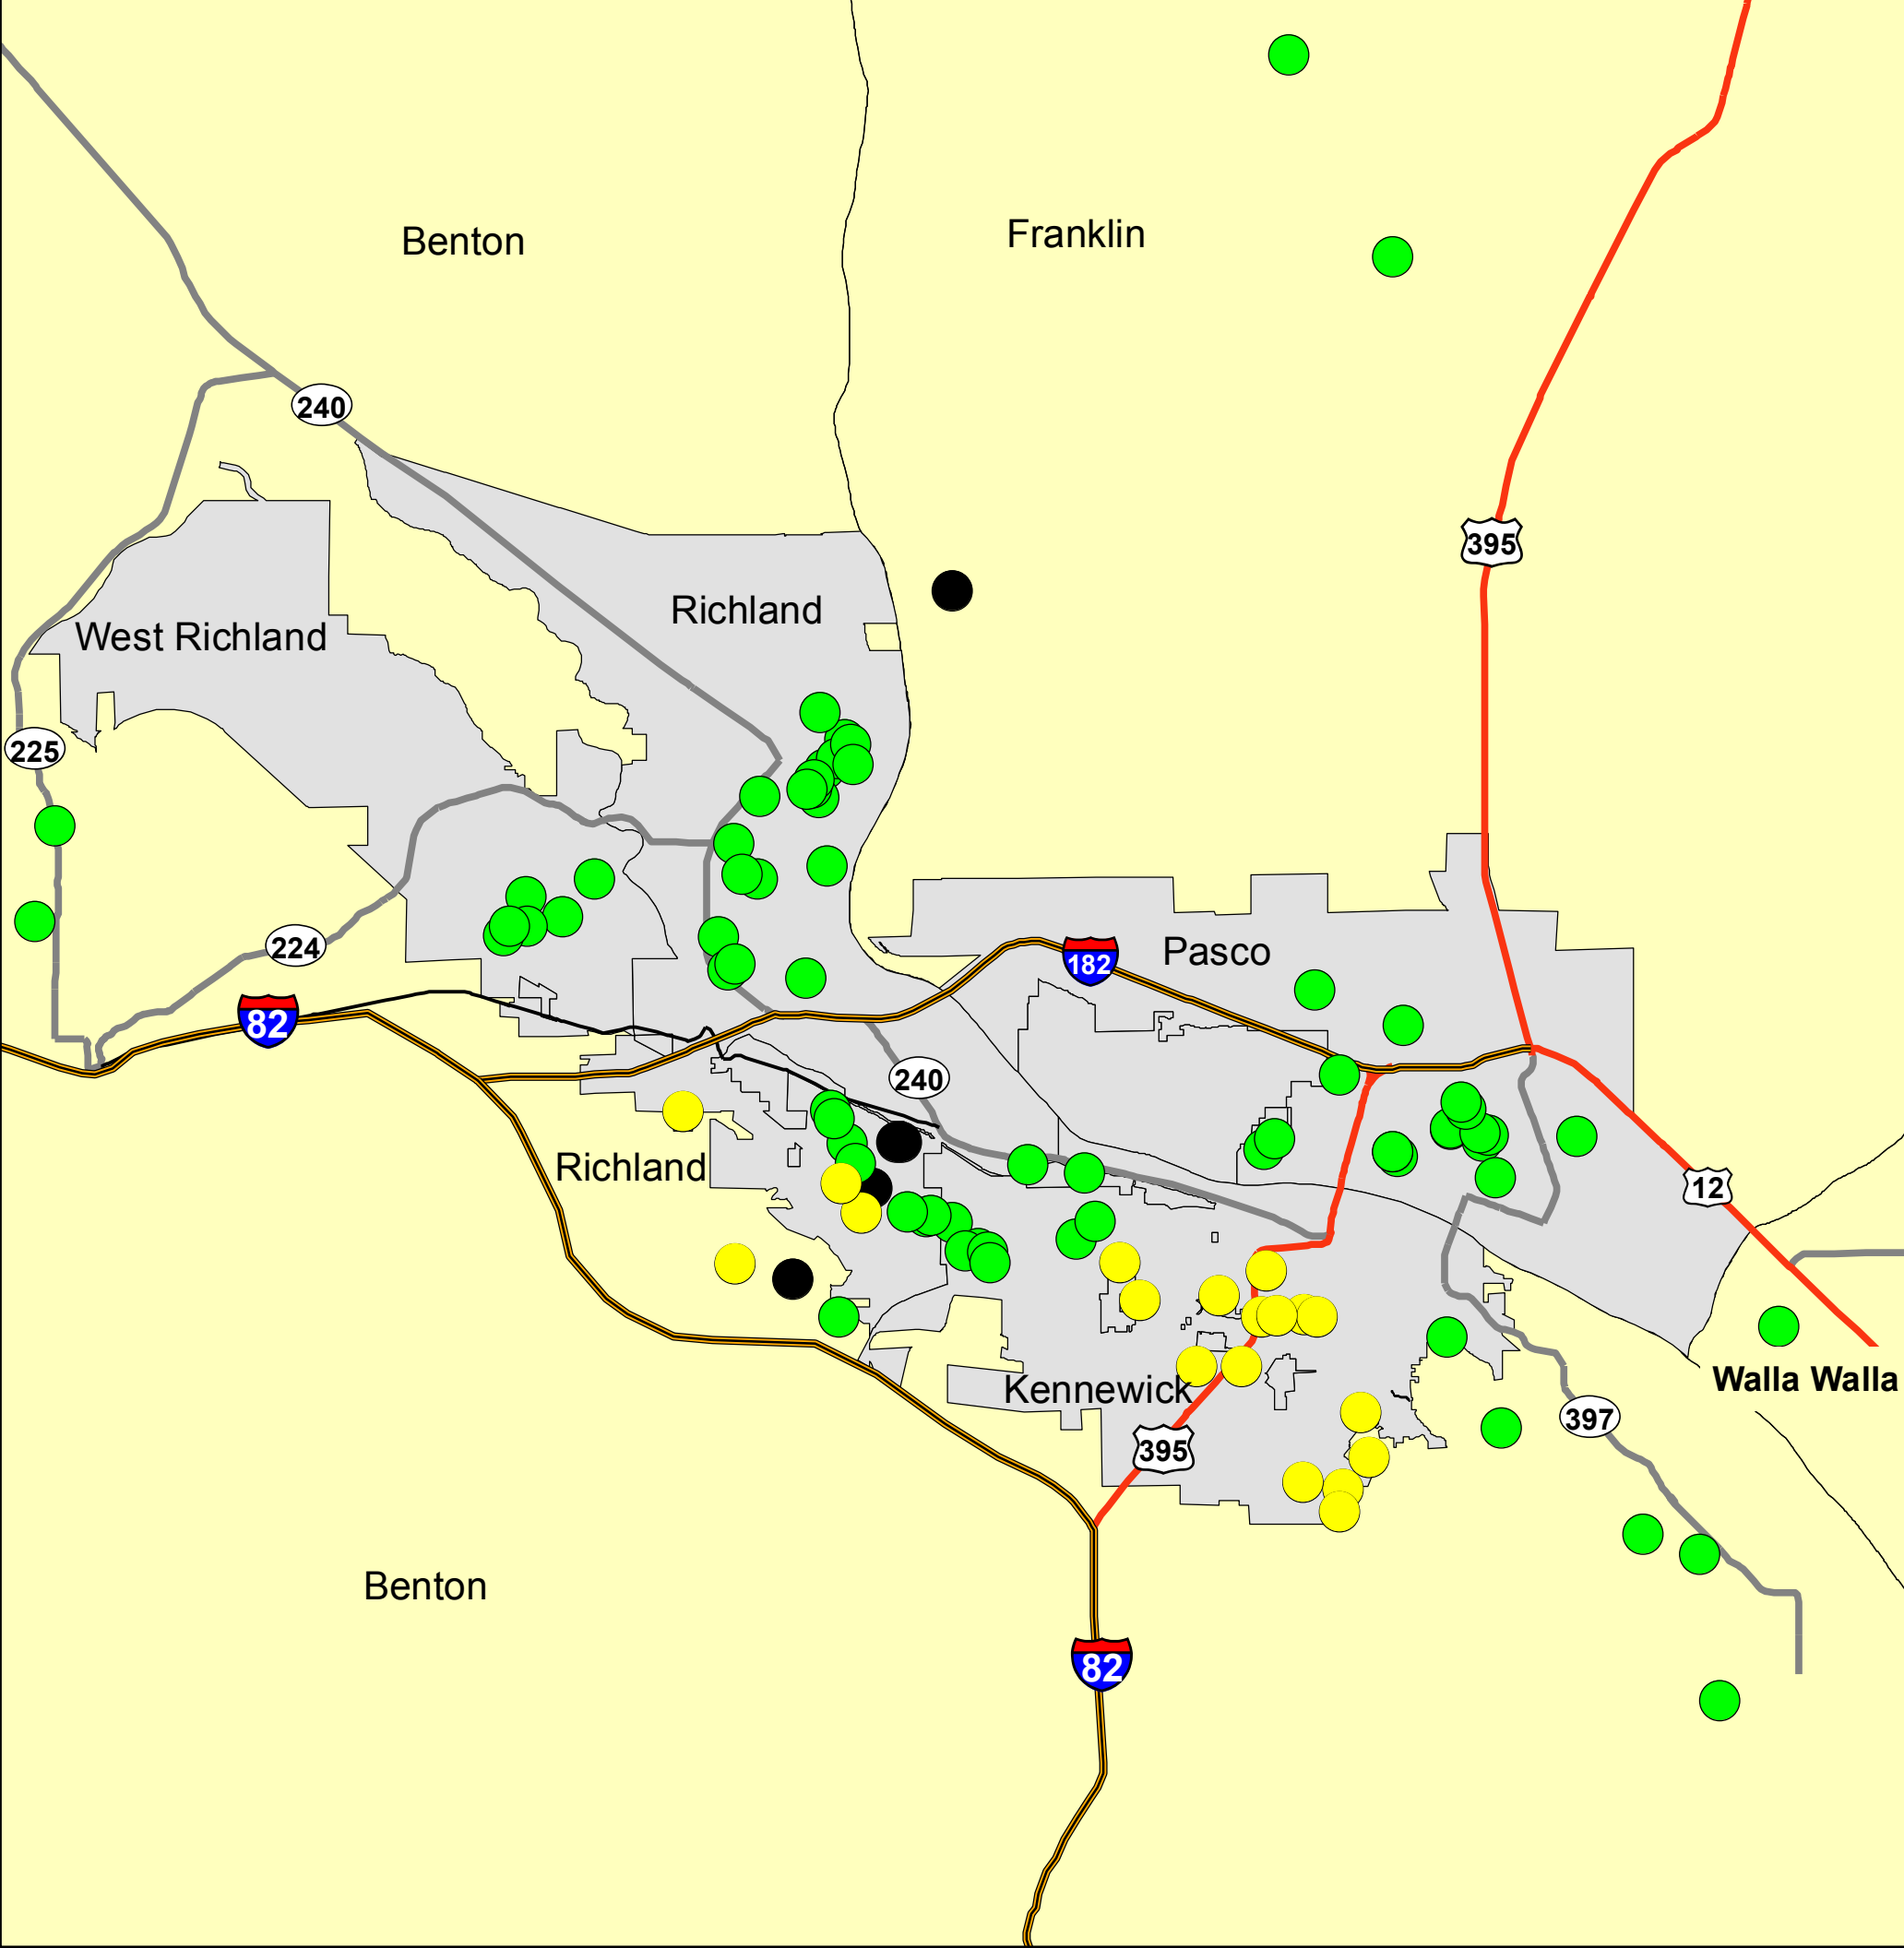 Benton
Franklin
240
395
Richland
West Richland
225
224
82
182
Pasco
240
Richland
12
Walla Walla
Kennewick
397
395
Benton
82